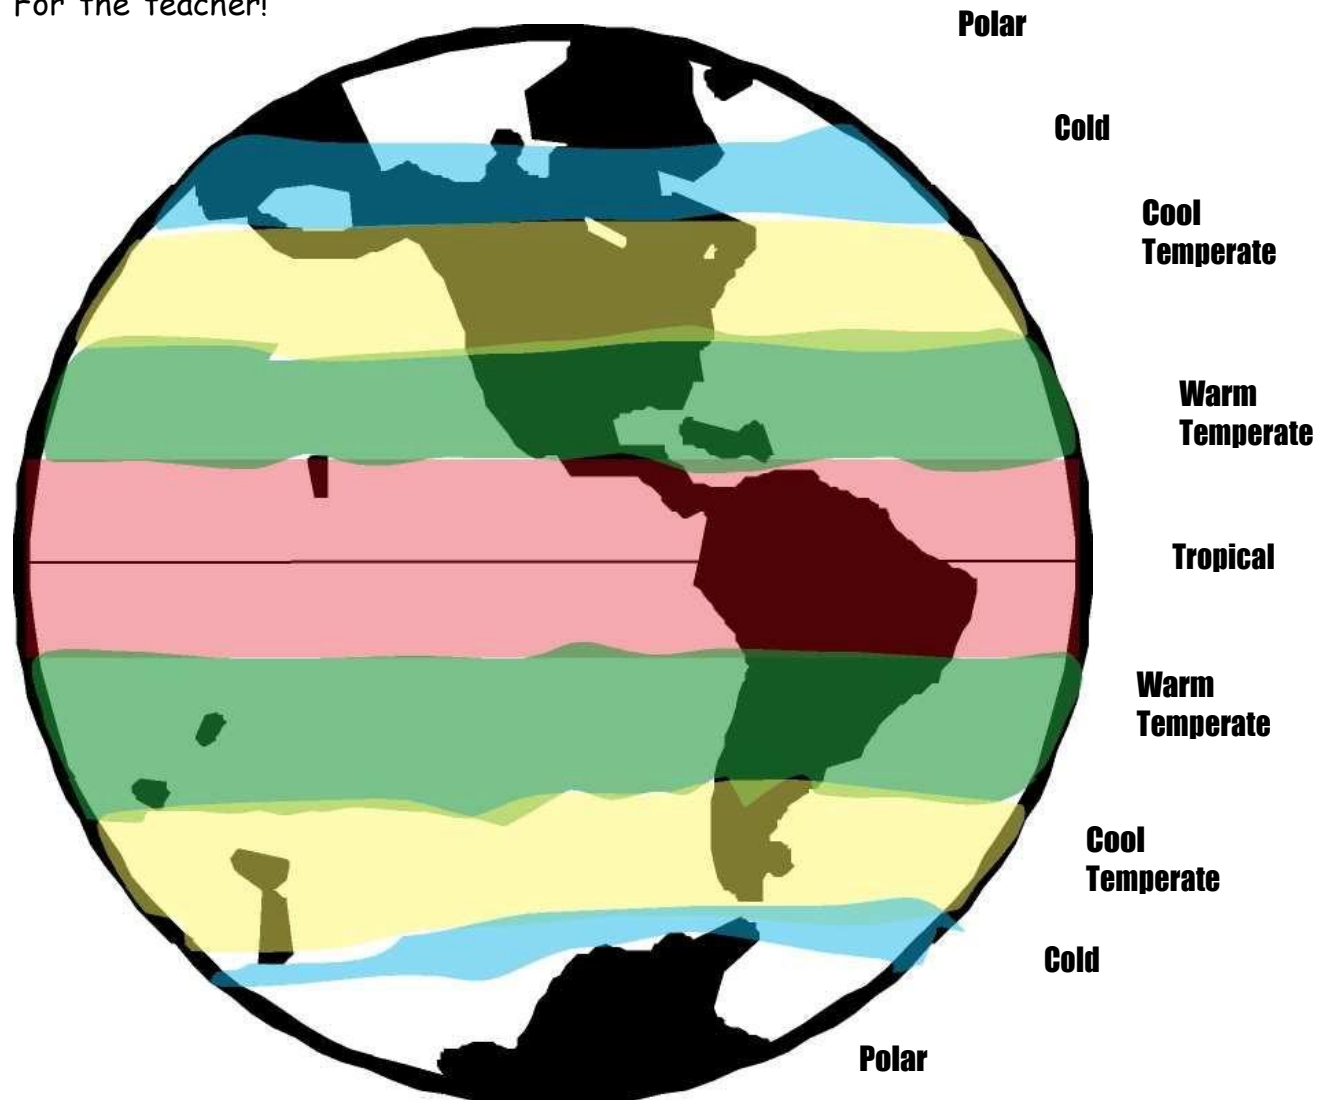 For the teacher!
Polar
Cold
Cool
Temperate
Warm
Temperate
Tropical
Warm
Temperate
Cool
Temperate
Cold
Polar